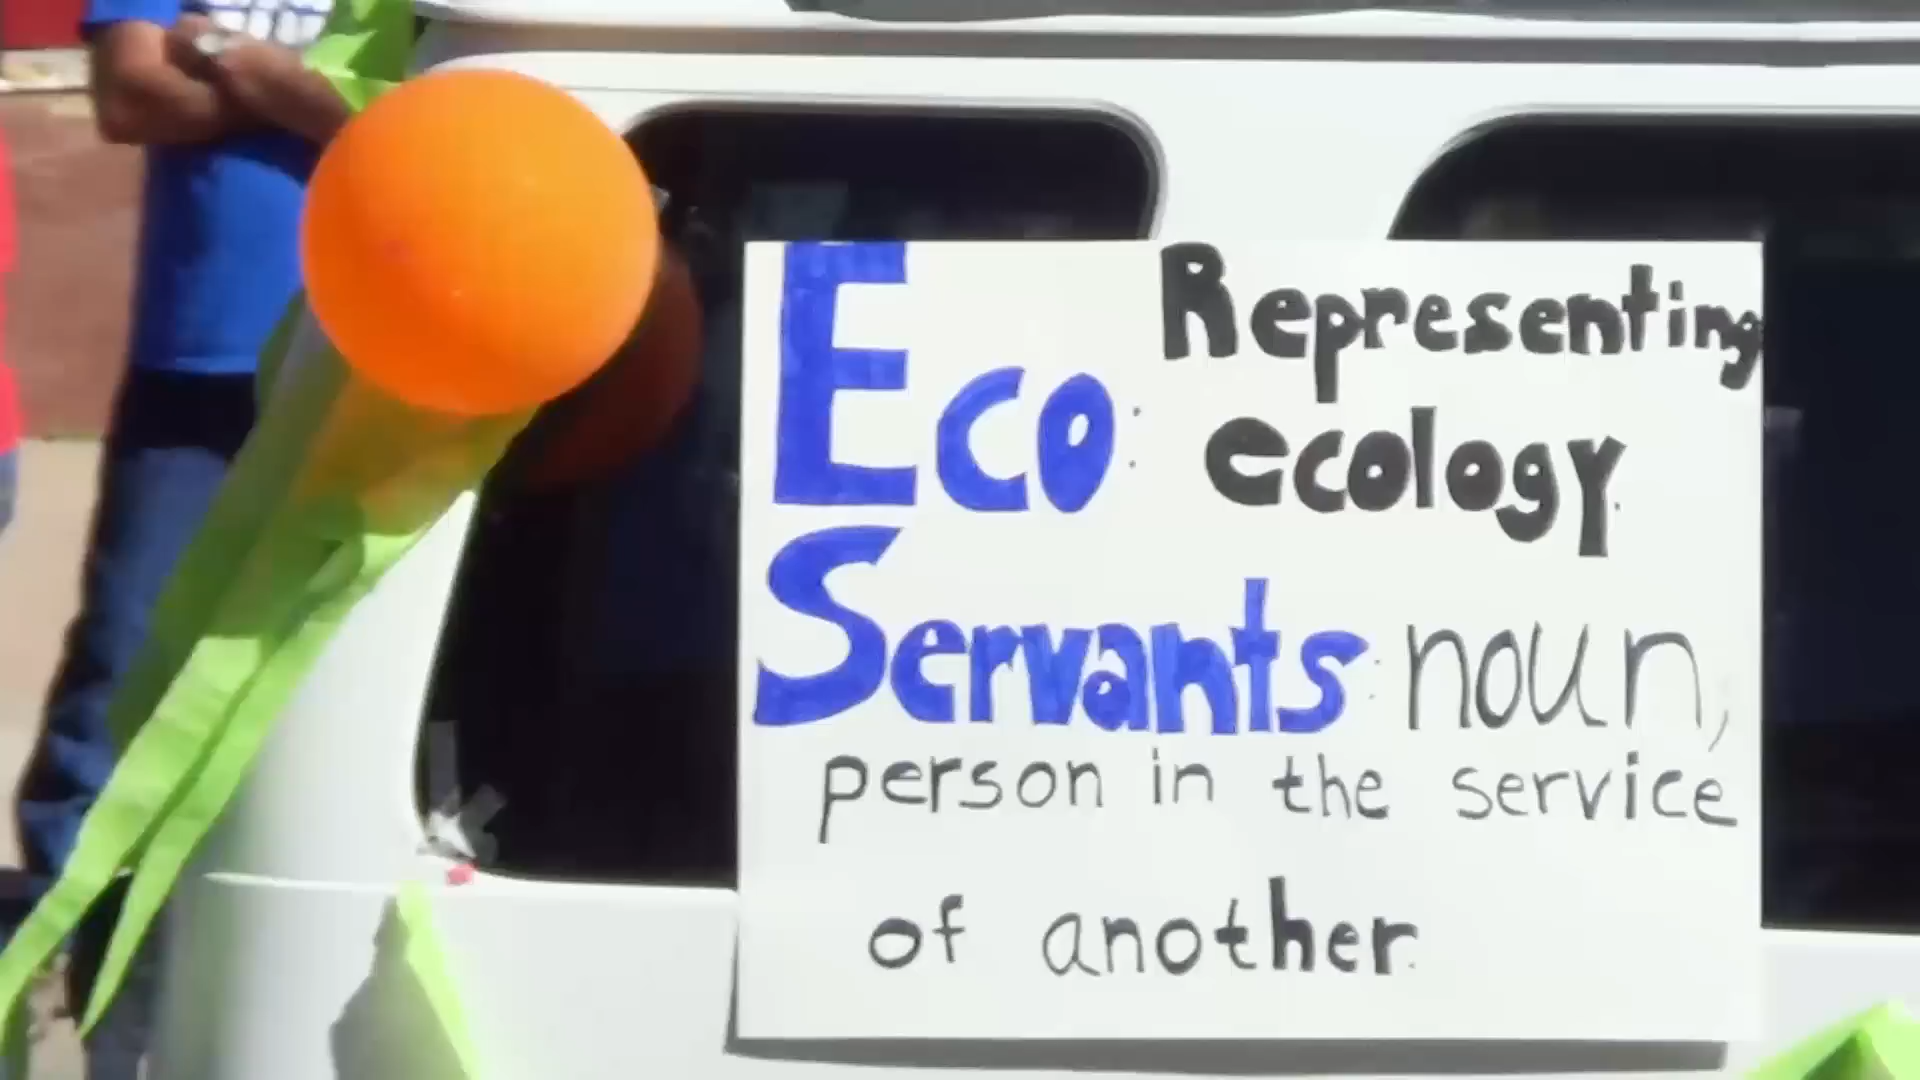 Eco: Representing
ecology.
Servants: noun,
person in the service
of another.